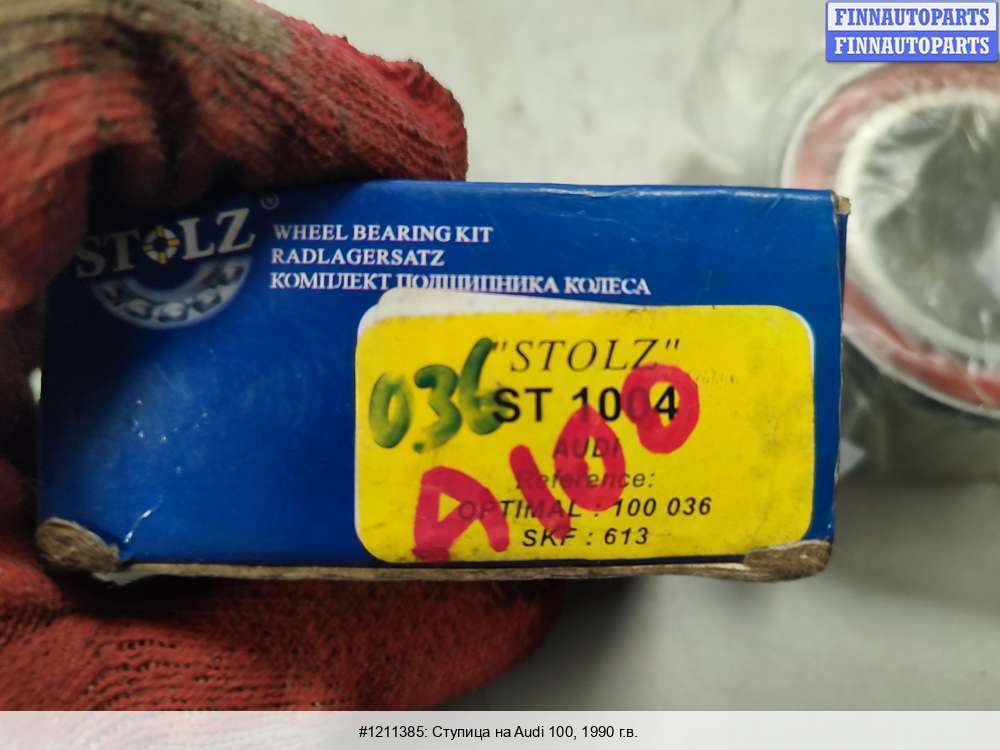 FINNAUTOPARTS
FINNAUTOPARTS
STOLZ®
WHEEL BEARING KIT
RADLAGERSATZ
КОМПЛЕКТ ПОДШИПНИКА КОЛЕСА
"STOLZ"
036
ST 1004
A100
AUDI
Reference:
OPTIMAL : 100 036
SKF : 613
#1211385: Ступица на Audi 100, 1990 г.в.